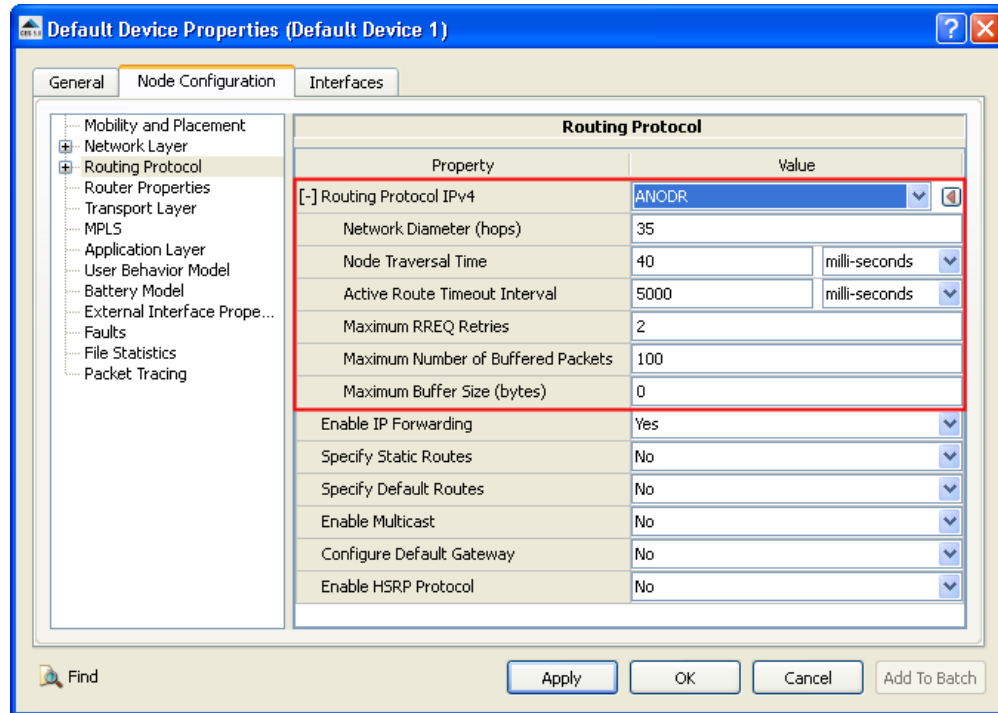 Default Device Properties (Default Device 1)
General
Node Configuration
Interfaces
Mobility and Placement
Network Layer
Routing Protocol
Router Properties
Transport Layer
MPLS
Application Layer
User Behavior Model
Battery Model
External Interface Prope...
Faults
File Statistics
Packet Tracing
Routing Protocol
Property Value
[-] Routing Protocol IPv4 ANODR
Network Diameter (hops) 35
Node Traversal Time 40 milli-seconds
Active Route Timeout Interval 5000 milli-seconds
Maximum RREQ Retries 2
Maximum Number of Buffered Packets 100
Maximum Buffer Size (bytes) 0
Enable IP Forwarding Yes
Specify Static Routes No
Specify Default Routes No
Enable Multicast No
Configure Default Gateway No
Enable HSRP Protocol No
Find
Apply
OK
Cancel
Add To Batch